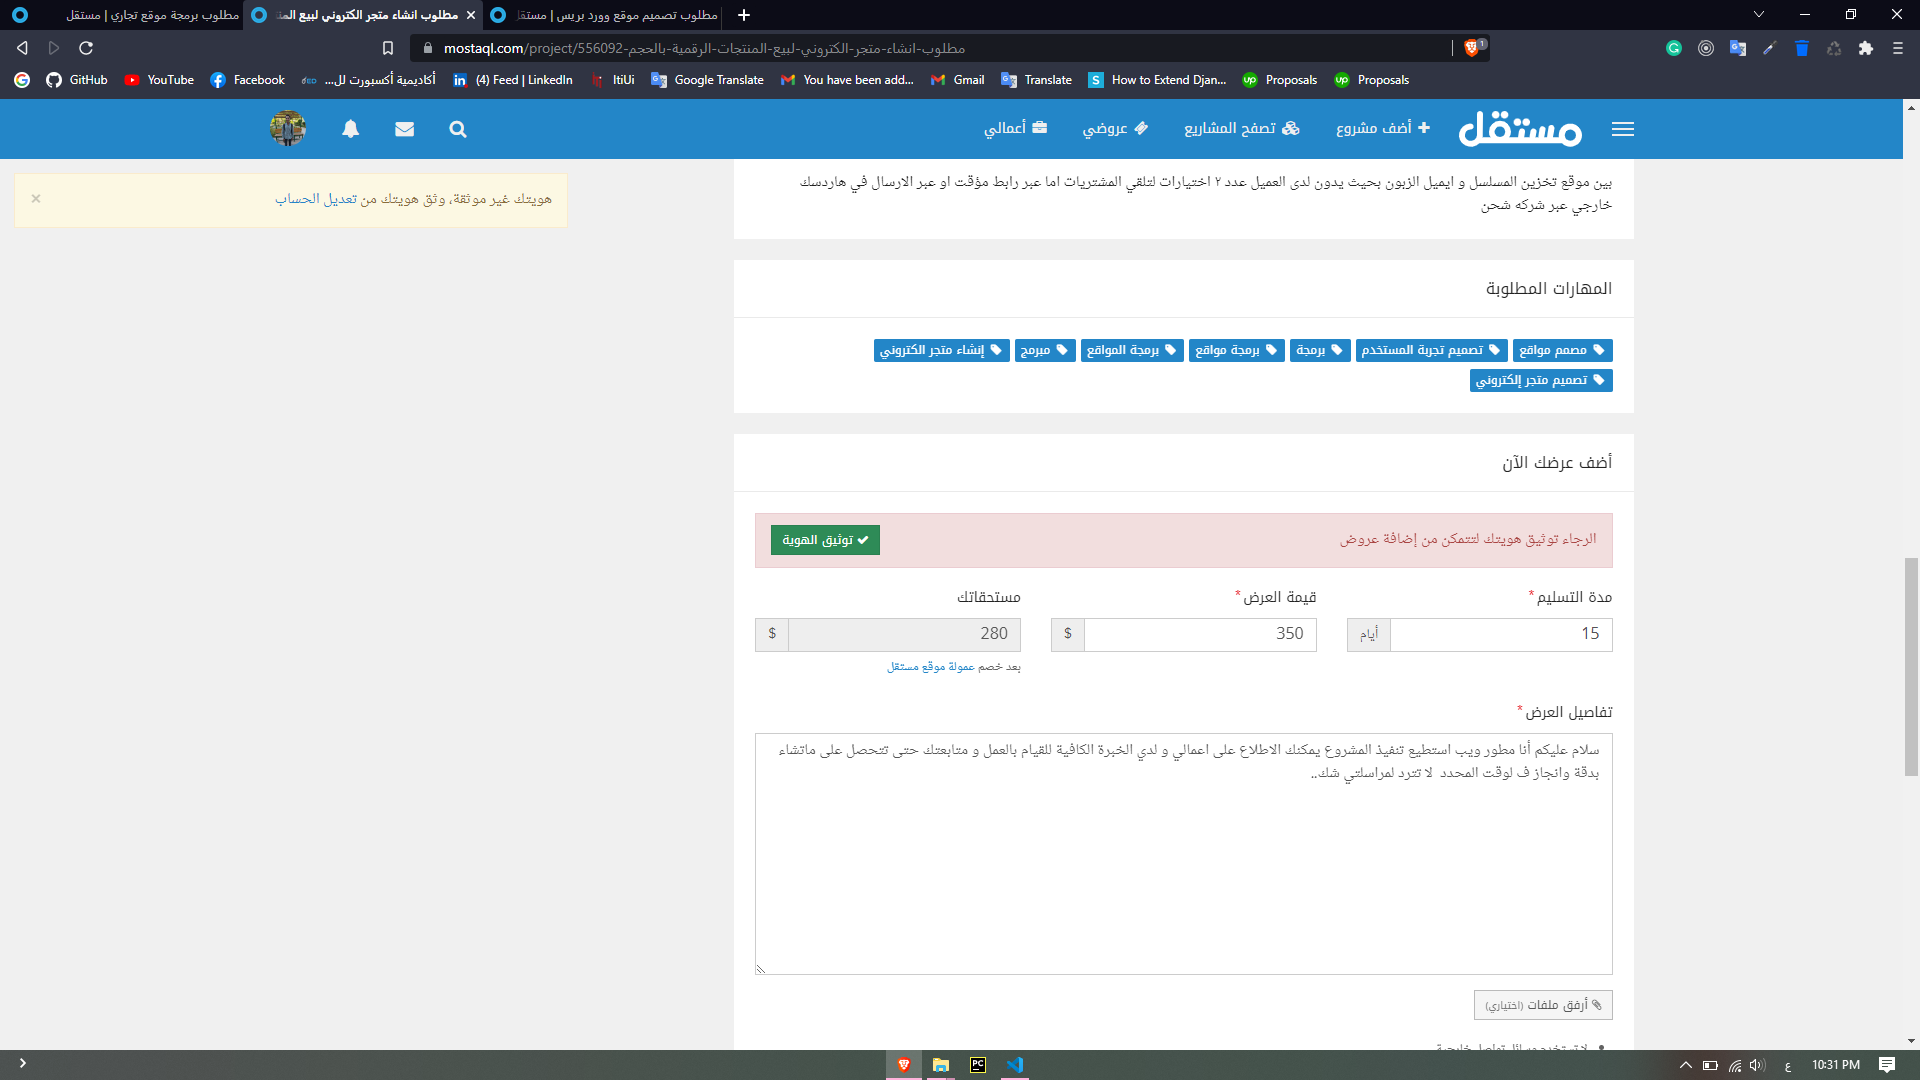 مطلوب برمجة موقع تجاري | مستقل
مطلوب انشاء متجر الكتروني لبيع
مطلوب تصميم موقع وورد بريس |
mostaql.com/project/556092-مطلوب-انشاء-متجر-الكتروني-لبيع-المنتجات-الرقمية-بالحجم
1
GitHub
YouTube
Facebook
أكاديمية أكسبورت لل...
(4) Feed | LinkedIn
ItiUi
Google Translate
You have been add...
Gmail
Translate
How to Extend Djan...
Proposals
Proposals
مستقل
أضف مشروع
تصفح المشاريع
عروضي
أعمالي
هويتك غير موثقة، وثق هويتك من تعديل الحساب
×
بين موقع تخزين المسلسل و ايميل الزبون بحيث يدون لدى العميل عدد ٢ اختيارات لتلقي المشتريات اما عبر رابط مؤقت او عبر الارسال في هاردسك
خارجي عبر شركه شحن
المهارات المطلوبة
مصمم مواقع
تصميم تجربة المستخدم
برمجة
برمجة مواقع
برمجة المواقع
مبرمج
إنشاء متجر الكتروني
تصميم متجر إلكتروني
أضف عرضك الآن
الرجاء توثيق هويتك لتتمكن من إضافة عروض
توثيق الهوية
مدة التسليم *
قيمة العرض *
مستحقاتك
15
أيام
350
$
280
$
بعد خصم عمولة موقع مستقل
تفاصيل العرض *
سلام عليكم أنا مطور ويب استطيع تنفيذ المشروع يمكنك الاطلاع على اعمالي و لدي الخبرة الكافية للقيام بالعمل و متابعتك حتى تتحصل على ماتشاء
بدقة وانجاز ف لوقت المحدد لا تترد لمراسلتي شك..
أرفق ملفات (اختياري)
لا تستخدم وسائل تواصل خارجية
PC
ع
10:31 PM